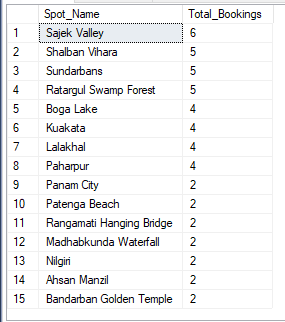 Spot_Name Total_Bookings
1 Sajek Valley 6
2 Shalban Vihara 5
3 Sundarbans 5
4 Ratargul Swamp Forest 5
5 Boga Lake 4
6 Kuakata 4
7 Lalakhal 4
8 Paharpur 4
9 Panam City 2
10 Patenga Beach 2
11 Rangamati Hanging Bridge 2
12 Madhabkunda Waterfall 2
13 Nilgiri 2
14 Ahsan Manzil 2
15 Bandarban Golden Temple 2